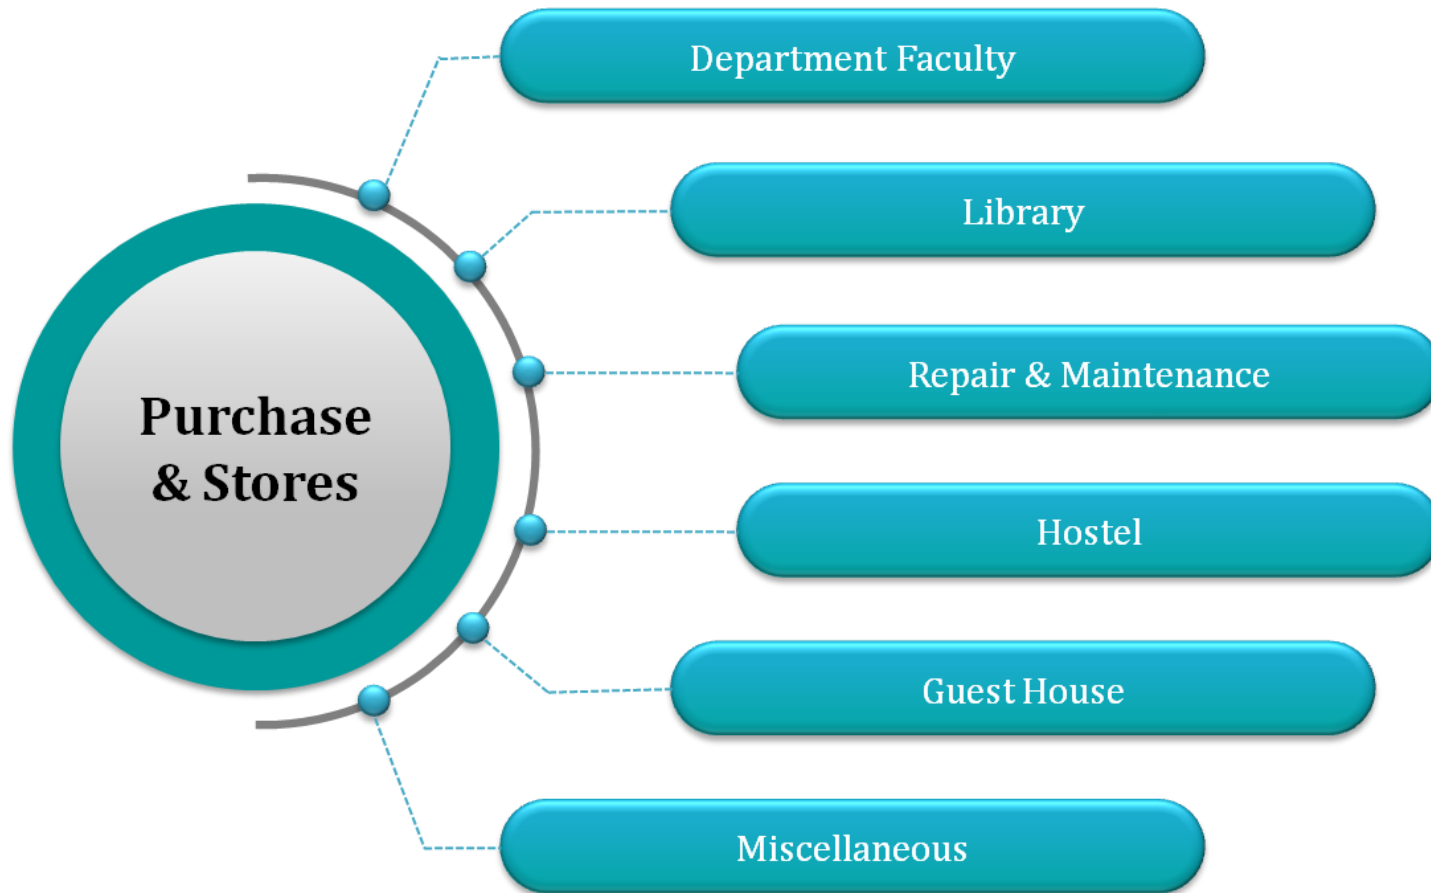 Department Faculty
Library
Repair & Maintenance
Purchase
& Stores
Hostel
Guest House
Miscellaneous